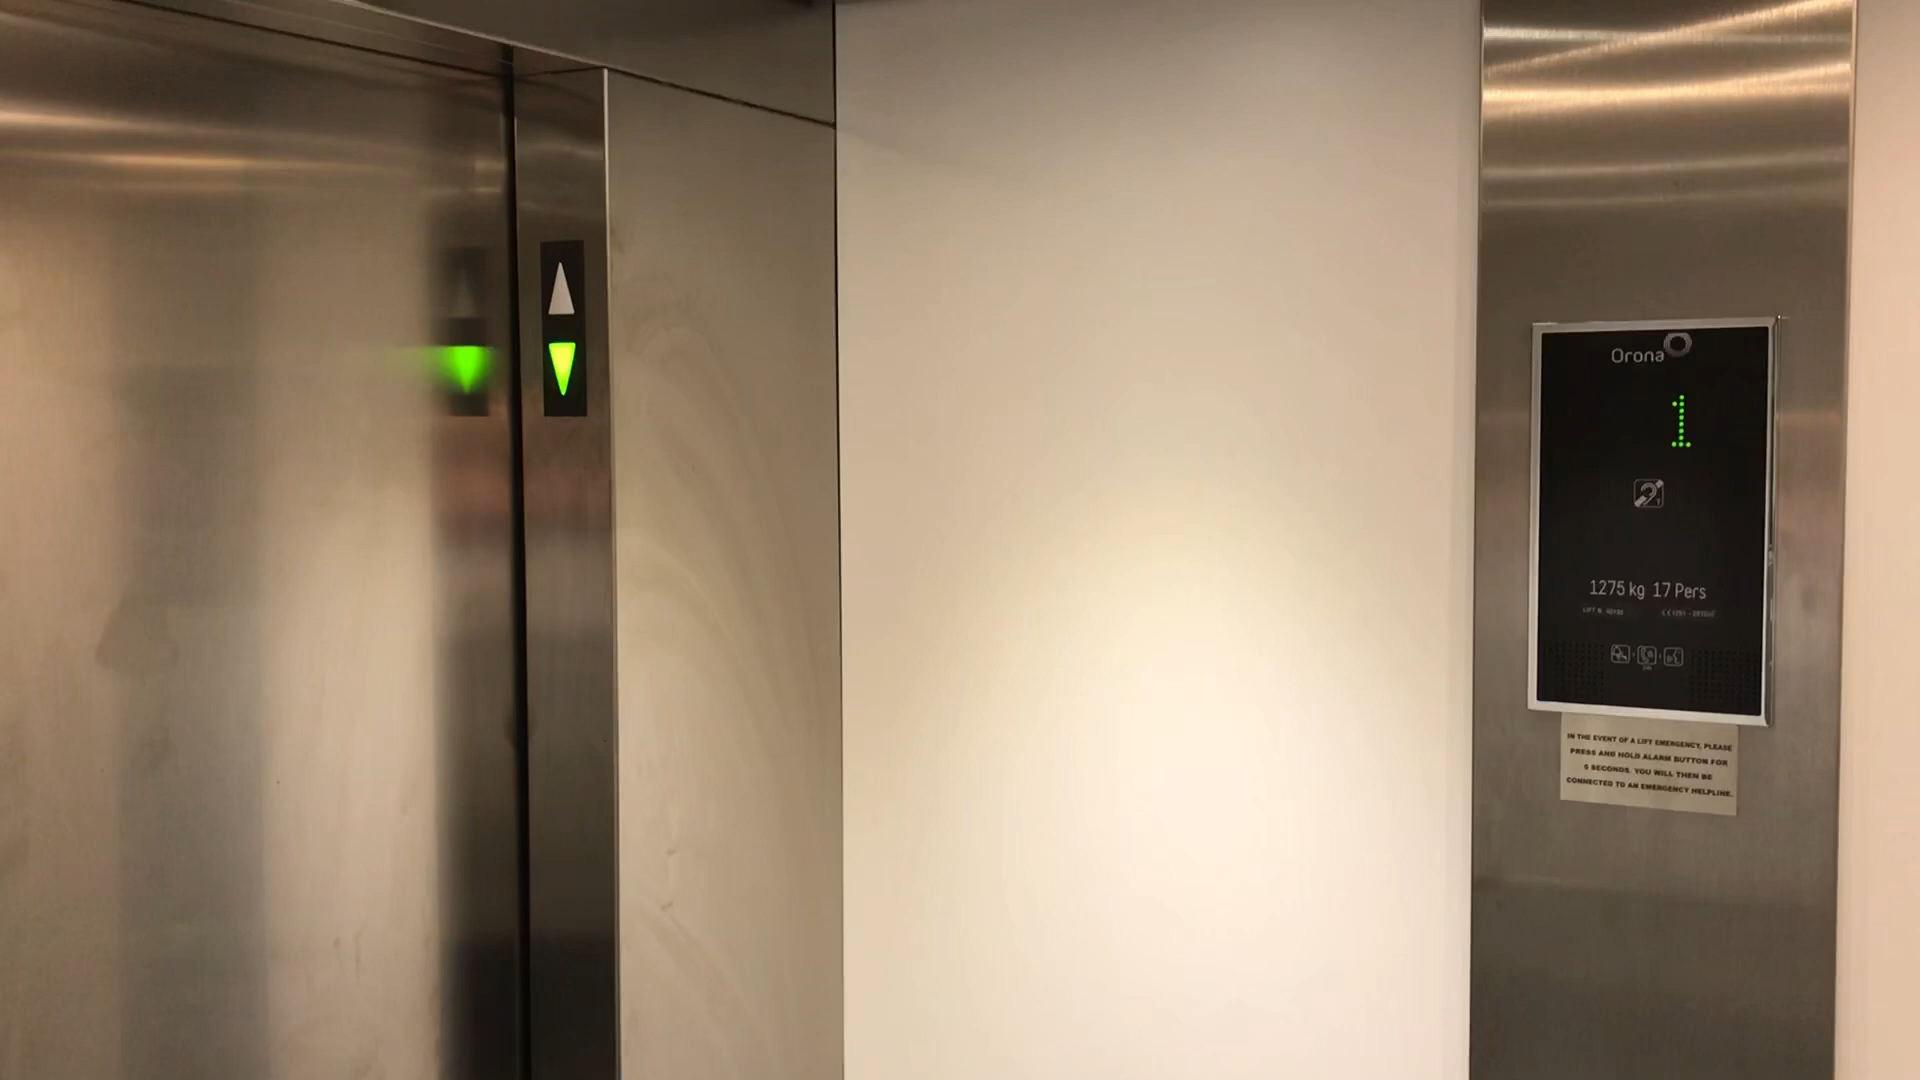 Orona
1
1275 kg 17 Pers
LIFT N.
IN THE EVENT OF A LIFT EMERGENCY, PLEASE
PRESS AND HOLD ALARM BUTTON FOR
5 SECONDS. YOU WILL THEN BE
CONNECTED TO AN EMERGENCY HELPLINE.